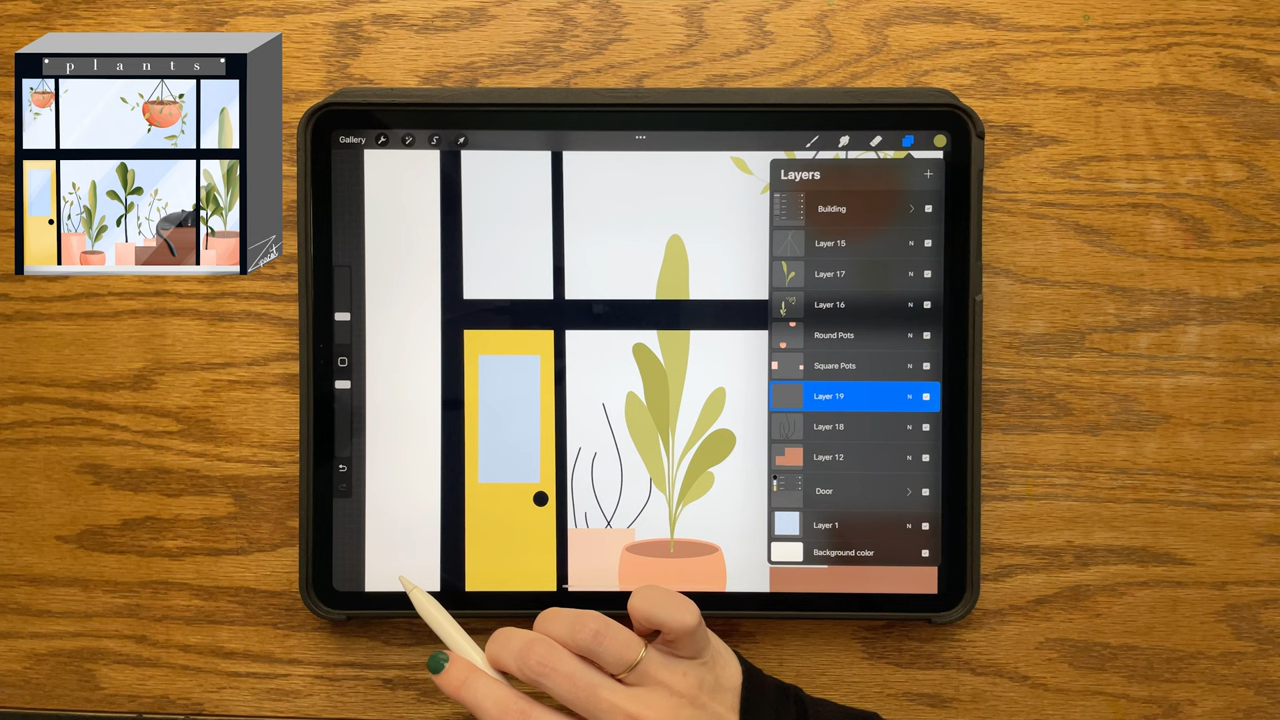 plants
Gallery
Layers
Building
Layer 15 N
Layer 17 N
Layer 16 N
Round Pots N
Square Pots N
Layer 19 N
Layer 18 N
Layer 12 N
Door
Layer 1 N
Background color